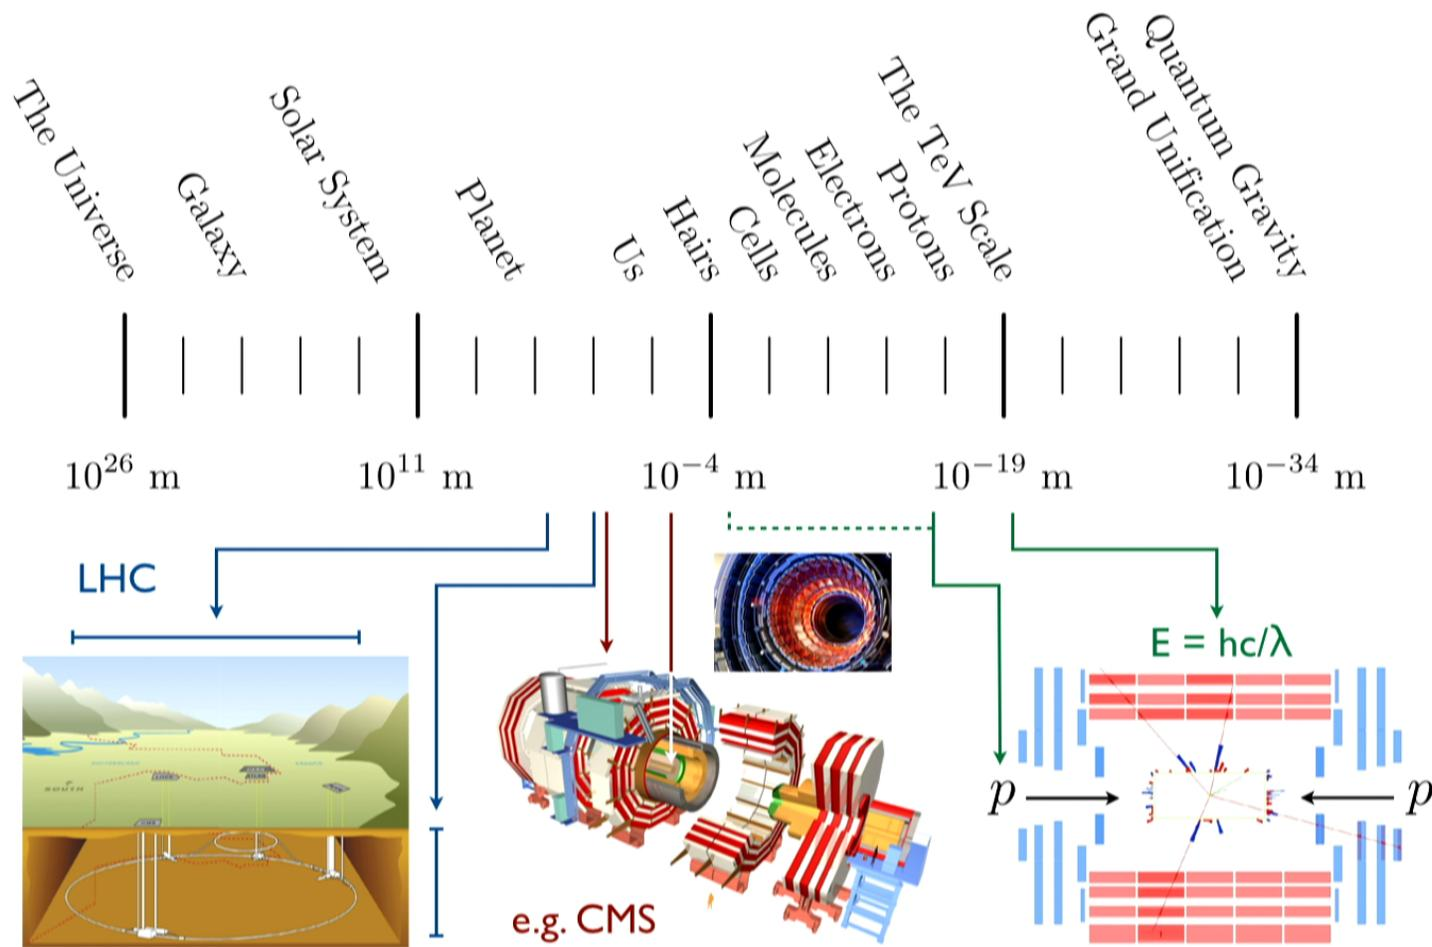 The Universe
Galaxy
Solar System
Planet
Us
Hairs
Cells
Molecules
Electrons
Protons
The TeV Scale
Grand Unification
Quantum Gravity
10²⁶ m
10¹¹ m
10⁻⁴ m
10⁻¹⁹ m
10⁻³⁴ m
LHC
E = hc/λ
SOUTH
p
p
e.g. CMS